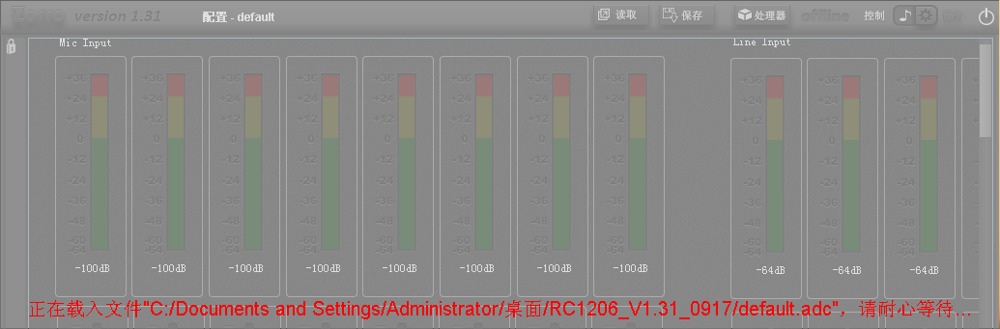 Zorro version 1.31 配置 - default 读取 保存 处理器 offline 控制
Mic Input Line Input
+36 +36 +36 +36 +36 +36 +36 +36 +36 +36 +36
+24 +24 +24 +24 +24 +24 +24 +24 +24 +24 +24
+12 +12 +12 +12 +12 +12 +12 +12 +12 +12 +12
0 0 0 0 0 0 0 0 0 0 0
-12 -12 -12 -12 -12 -12 -12 -12 -12 -12 -12
-24 -24 -24 -24 -24 -24 -24 -24 -24 -24 -24
-36 -36 -36 -36 -36 -36 -36 -36 -36 -36 -36
-48 -48 -48 -48 -48 -48 -48 -48 -48 -48 -48
-60 -60 -60 -60 -60 -60 -60 -60 -60 -60 -60
-64 -64 -64 -64 -64 -64 -64 -64 -64 -64 -64
-100dB -100dB -100dB -100dB -100dB -100dB -100dB -100dB -64dB -64dB -64dB
正在载入文件"C:/Documents and Settings/Administrator/桌面/RC1206_V1.31_0917/default.adc"，请耐心等待...